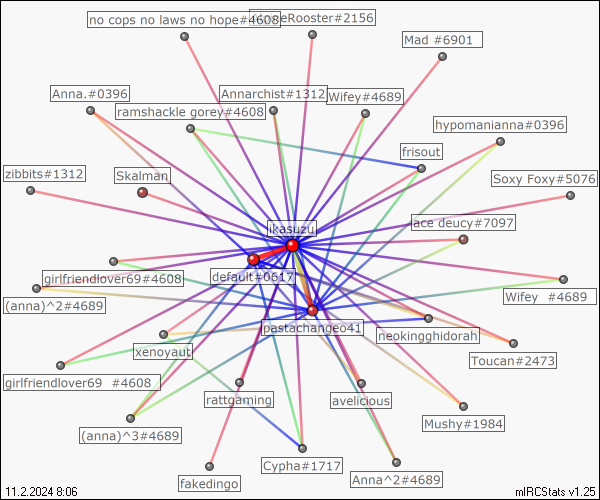 no cops no laws no hope#4608
eRooster#2156
Mad #6901
Anna.#0396
Annarchist#1312
Wifey#4689
ramshackle gorey#4608
hypomanianna#0396
frisout
zibbits#1312
Skalman
Soxy Foxy#5076
ace deucy#7097
ikasuzu
default#0617
girlfriendlover69#4608
(anna)^2#4689
Wifey #4689
pastachangeo41
neokingghidorah
xenoyaut
Toucan#2473
girlfriendlover69 #4608
rattgaming
avelicious
Mushy#1984
(anna)^3#4689
Cypha#1717
Anna^2#4689
fakedingo
11.2.2024 8:06
mIRCStats v1.25